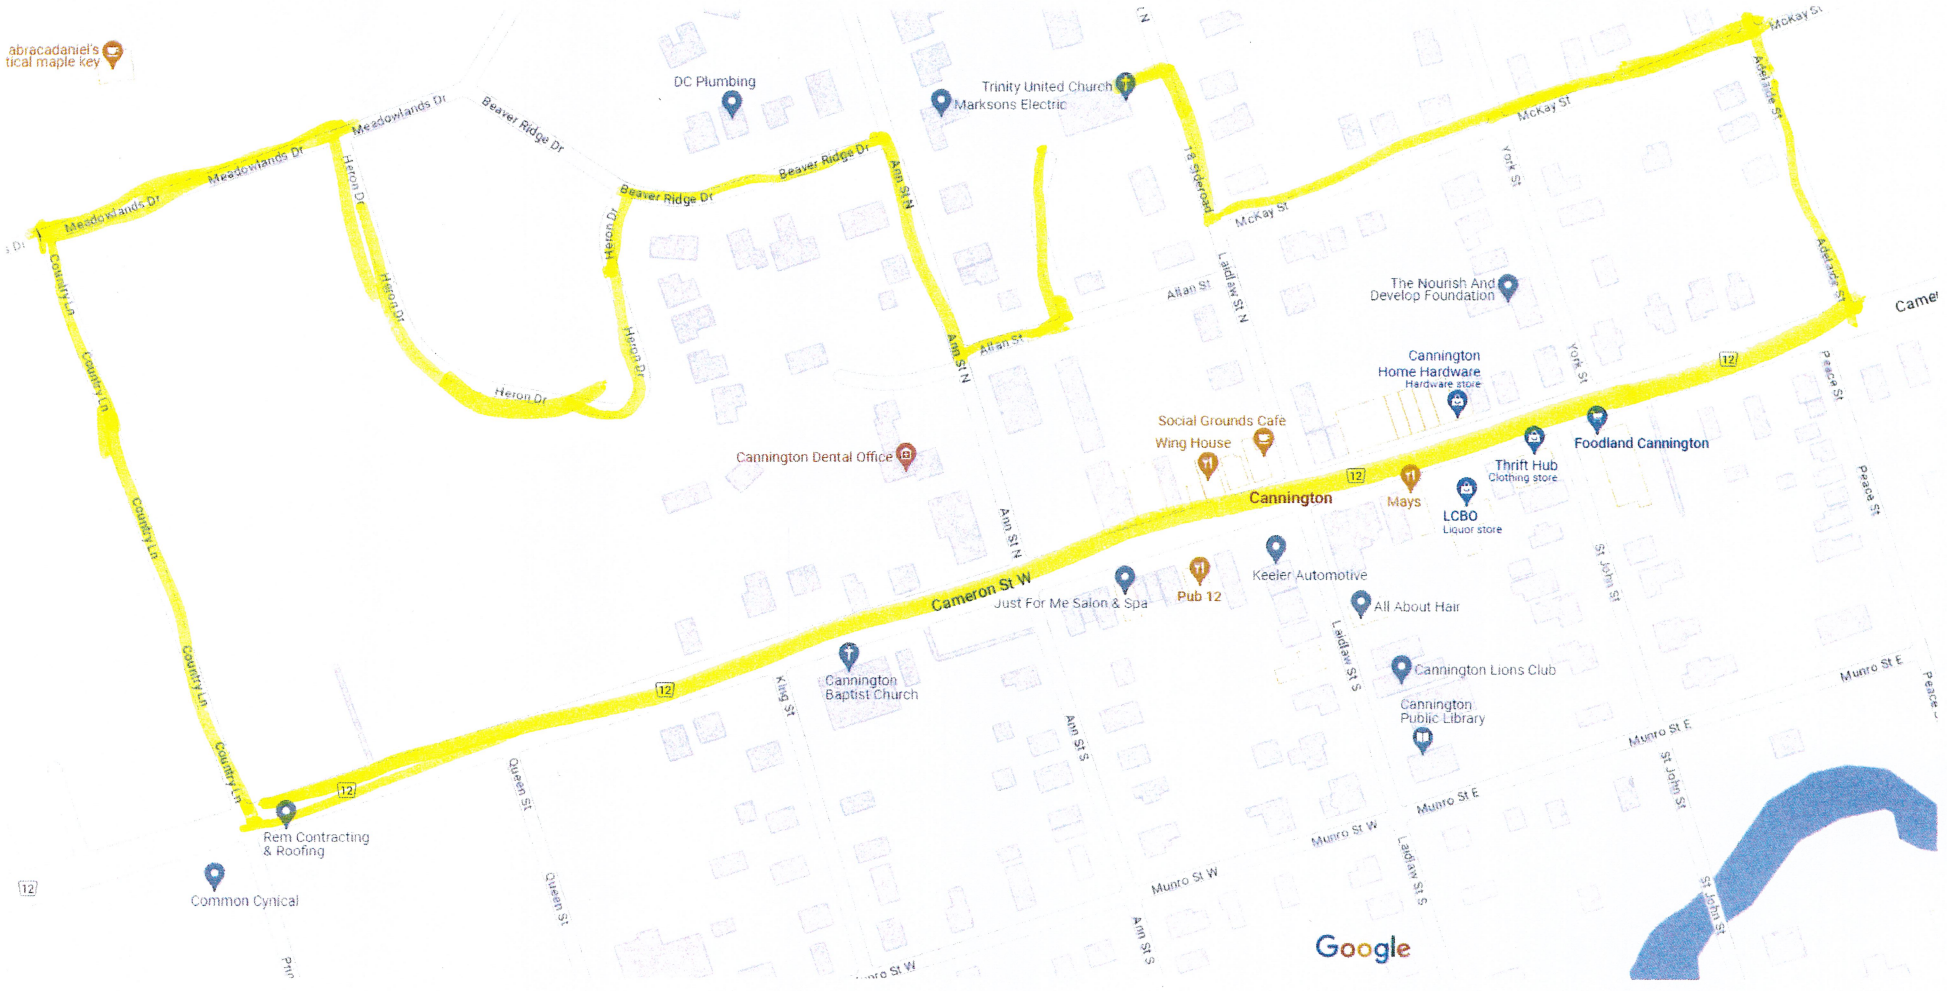 abracadaniel's
tical maple key
McKay St
Adelaide St
DC Plumbing
Trinity United Church
Marksons Electric
Meadowlands Dr
Beaver Ridge Dr
McKay St
Meadowlands Dr
Heron Dr
Beaver Ridge Dr
Ann St N
18 Sideroad
York St
Meadowlands Dr
Beaver Ridge Dr
McKay St
s Dr
Country Ln
Heron Dr
Heron Dr
Laidlaw St N
Allan St
The Nourish And
Develop Foundation
Adelaide St
Came
Country Ln
Heron Dr
Ann St N
Allan St
Cannington
Home Hardware
Hardware store
York St
12
Peace St
Heron Dr
Social Grounds Cafe
Wing House
Foodland Cannington
Cannington Dental Office
12
Thrift Hub
Clothing store
Cannington
Mays
LCBO
Liquor store
Peace St
Country Ln
Ann St N
Keeler Automotive
St John St
Cameron St W
Just For Me Salon & Spa
Pub 12
All About Hair
Laidlaw St S
Country Ln
12
King St
Cannington
Baptist Church
Cannington Lions Club
Munro St E
Peace
Cannington
Public Library
Ann St S
Munro St E
Country Ln
12
Queen St
St John St
Munro St E
Rem Contracting
& Roofing
Munro St W
12
Common Cynical
Queen St
Munro St W
Laidlaw St S
St John St
Ann St S
Google
nro St W